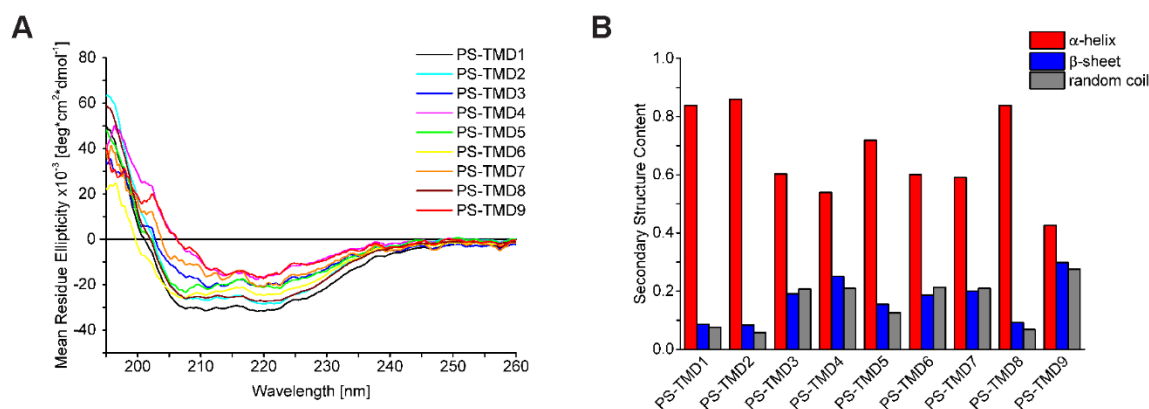 A
Mean Residue Ellipticity x10⁻³ [deg*cm²*dmol⁻¹]
80
60
40
20
0
-20
-40
200
210
220
230
240
250
260
Wavelength [nm]
PS-TMD1
PS-TMD2
PS-TMD3
PS-TMD4
PS-TMD5
PS-TMD6
PS-TMD7
PS-TMD8
PS-TMD9
B
α-helix
β-sheet
random coil
Secondary Structure Content
1.0
0.8
0.6
0.4
0.2
0.0
PS-TMD1
PS-TMD2
PS-TMD3
PS-TMD4
PS-TMD5
PS-TMD6
PS-TMD7
PS-TMD8
PS-TMD9